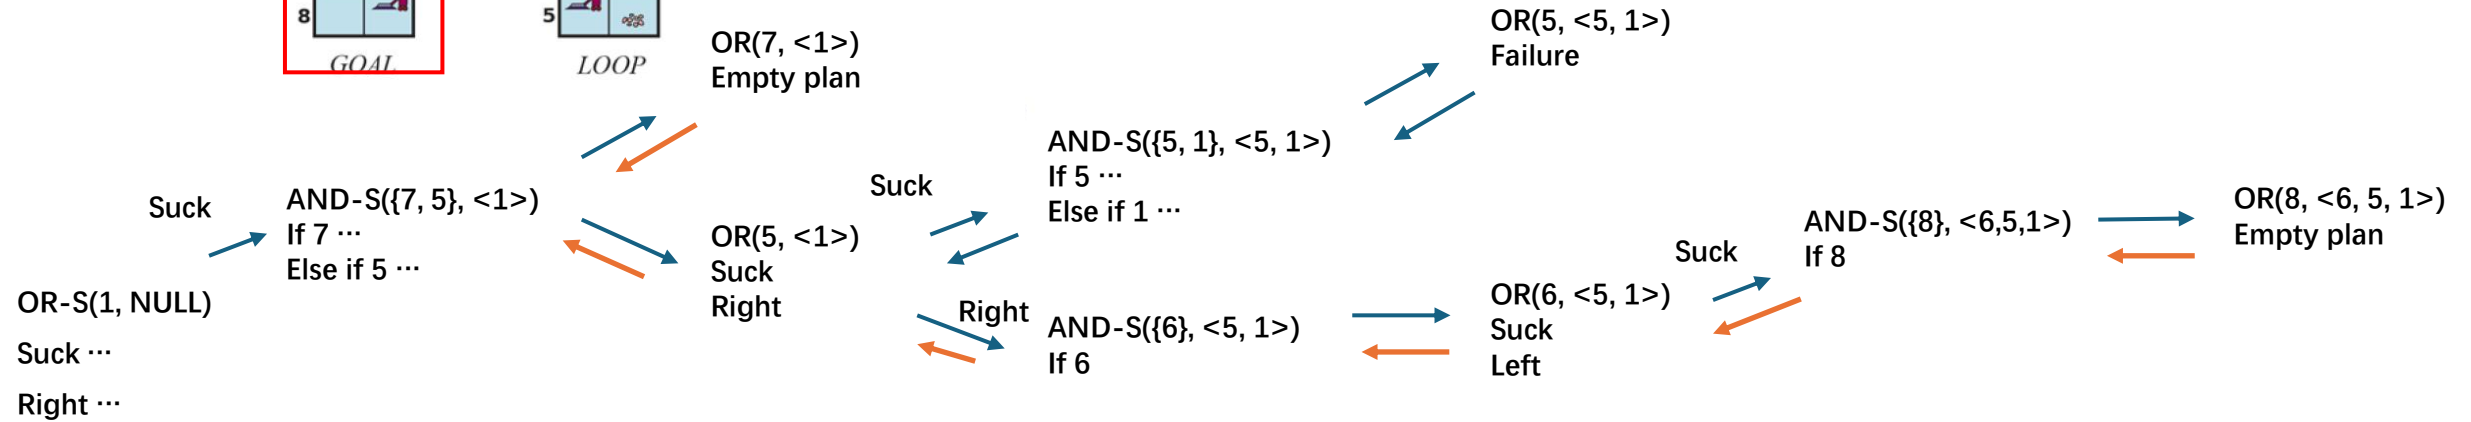 8
GOAL
5
LOOP
OR(7, <1>)
Empty plan
OR(5, <5, 1>)
Failure
Suck
AND-S({7, 5}, <1>)
If 7 ···
Else if 5 ···
OR-S(1, NULL)
Suck ···
Right ···
OR(5, <1>)
Suck
Right
Suck
AND-S({5, 1}, <5, 1>)
If 5 ···
Else if 1 ···
Right
AND-S({6}, <5, 1>)
If 6
OR(6, <5, 1>)
Suck
Left
Suck
AND-S({8}, <6,5,1>)
If 8
OR(8, <6, 5, 1>)
Empty plan